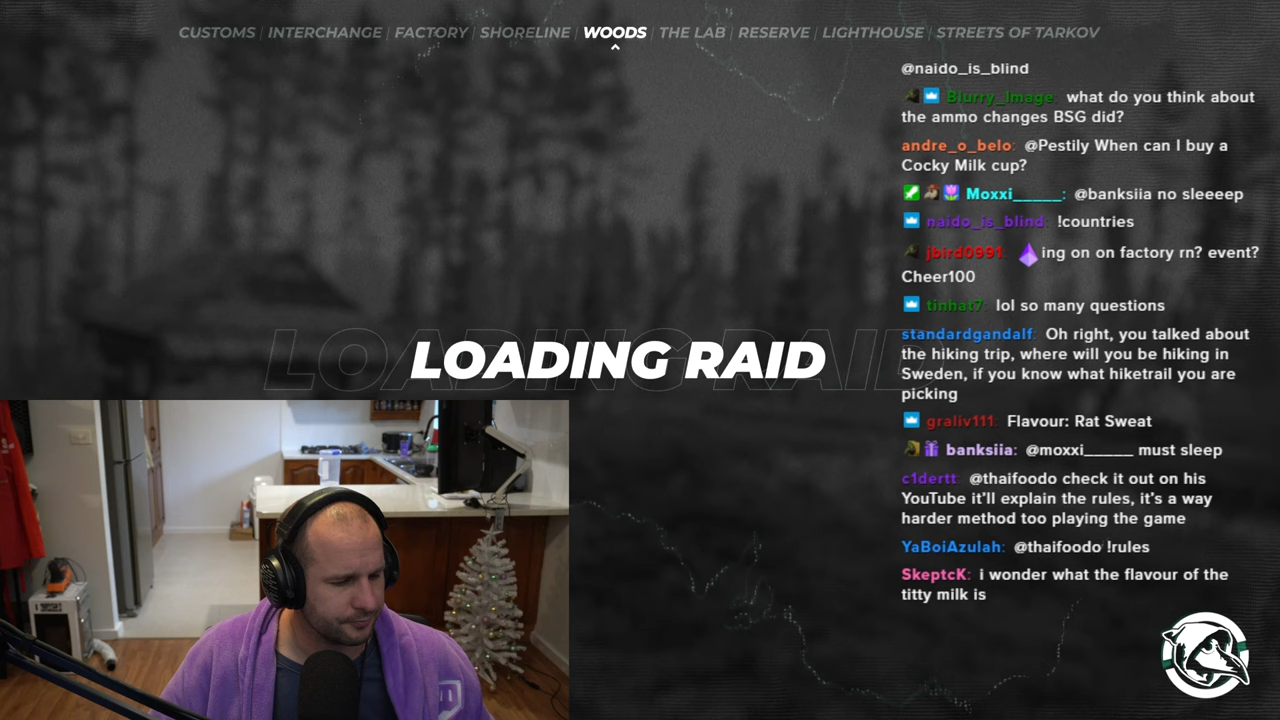 CUSTOMS | INTERCHANGE | FACTORY | SHORELINE | WOODS | THE LAB | RESERVE | LIGHTHOUSE | STREETS OF TARKOV
@naido_is_blind
Blurry_Image: what do you think about
the ammo changes BSG did?
andre_o_belo: @Pestily When can I buy a
Cocky Milk cup?
Moxxi_____: @banksiia no sleeeep
naido_is_blind: !countries
jbird0991: ing on on factory rn? event?
Cheer100
tinhat7: lol so many questions
standardgandalf: Oh right, you talked about
the hiking trip, where will you be hiking in
Sweden, if you know what hiketrail you are
picking
graliv111: Flavour: Rat Sweat
banksiia: @moxxi_____ must sleep
c1dertt: @thaifoodo check it out on his
YouTube it'll explain the rules, it's a way
harder method too playing the game
YaBoiAzulah: @thaifoodo !rules
SkeptcK: i wonder what the flavour of the
titty milk is
LOADING RAID
LOADING RAID